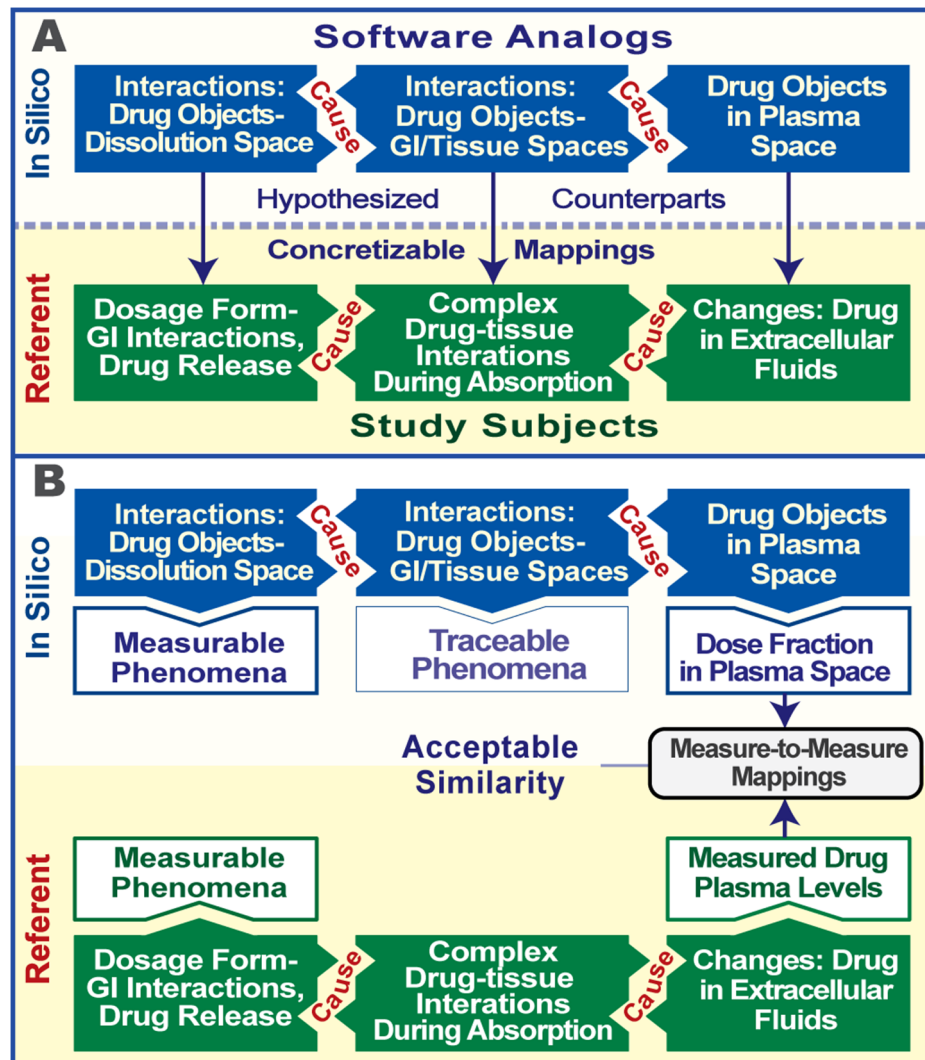 A
Software Analogs
In Silico
Interactions:
Drug Objects-
Dissolution Space
Cause
Interactions:
Drug Objects-
GI/Tissue Spaces
Cause
Drug Objects
in Plasma
Space
Hypothesized
Counterparts
Concretizable
Mappings
Referent
Dosage Form-
GI Interactions,
Drug Release
Cause
Complex
Drug-tissue
Interations
During Absorption
Cause
Changes: Drug
in Extracellular
Fluids
Study Subjects
B
In Silico
Interactions:
Drug Objects-
Dissolution Space
Cause
Interactions:
Drug Objects-
GI/Tissue Spaces
Cause
Drug Objects
in Plasma
Space
Measurable
Phenomena
Traceable
Phenomena
Dose Fraction
in Plasma Space
Acceptable
Similarity
Measure-to-Measure
Mappings
Referent
Measurable
Phenomena
Measured Drug
Plasma Levels
Dosage Form-
GI Interactions,
Drug Release
Cause
Complex
Drug-tissue
Interations
During Absorption
Cause
Changes: Drug
in Extracellular
Fluids